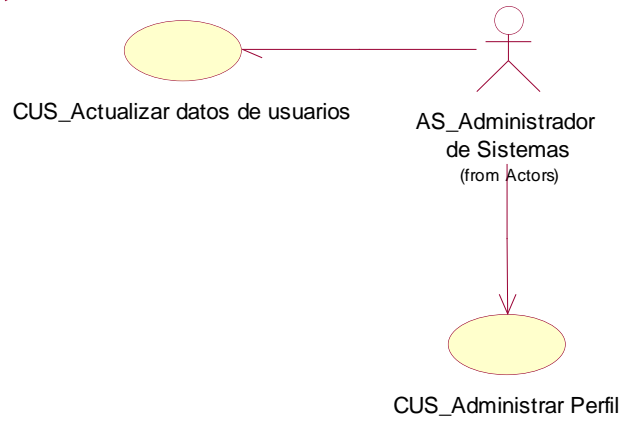 CUS_Actualizar datos de usuarios
AS_Administrador
de Sistemas
(from Actors)
CUS_Administrar Perfil